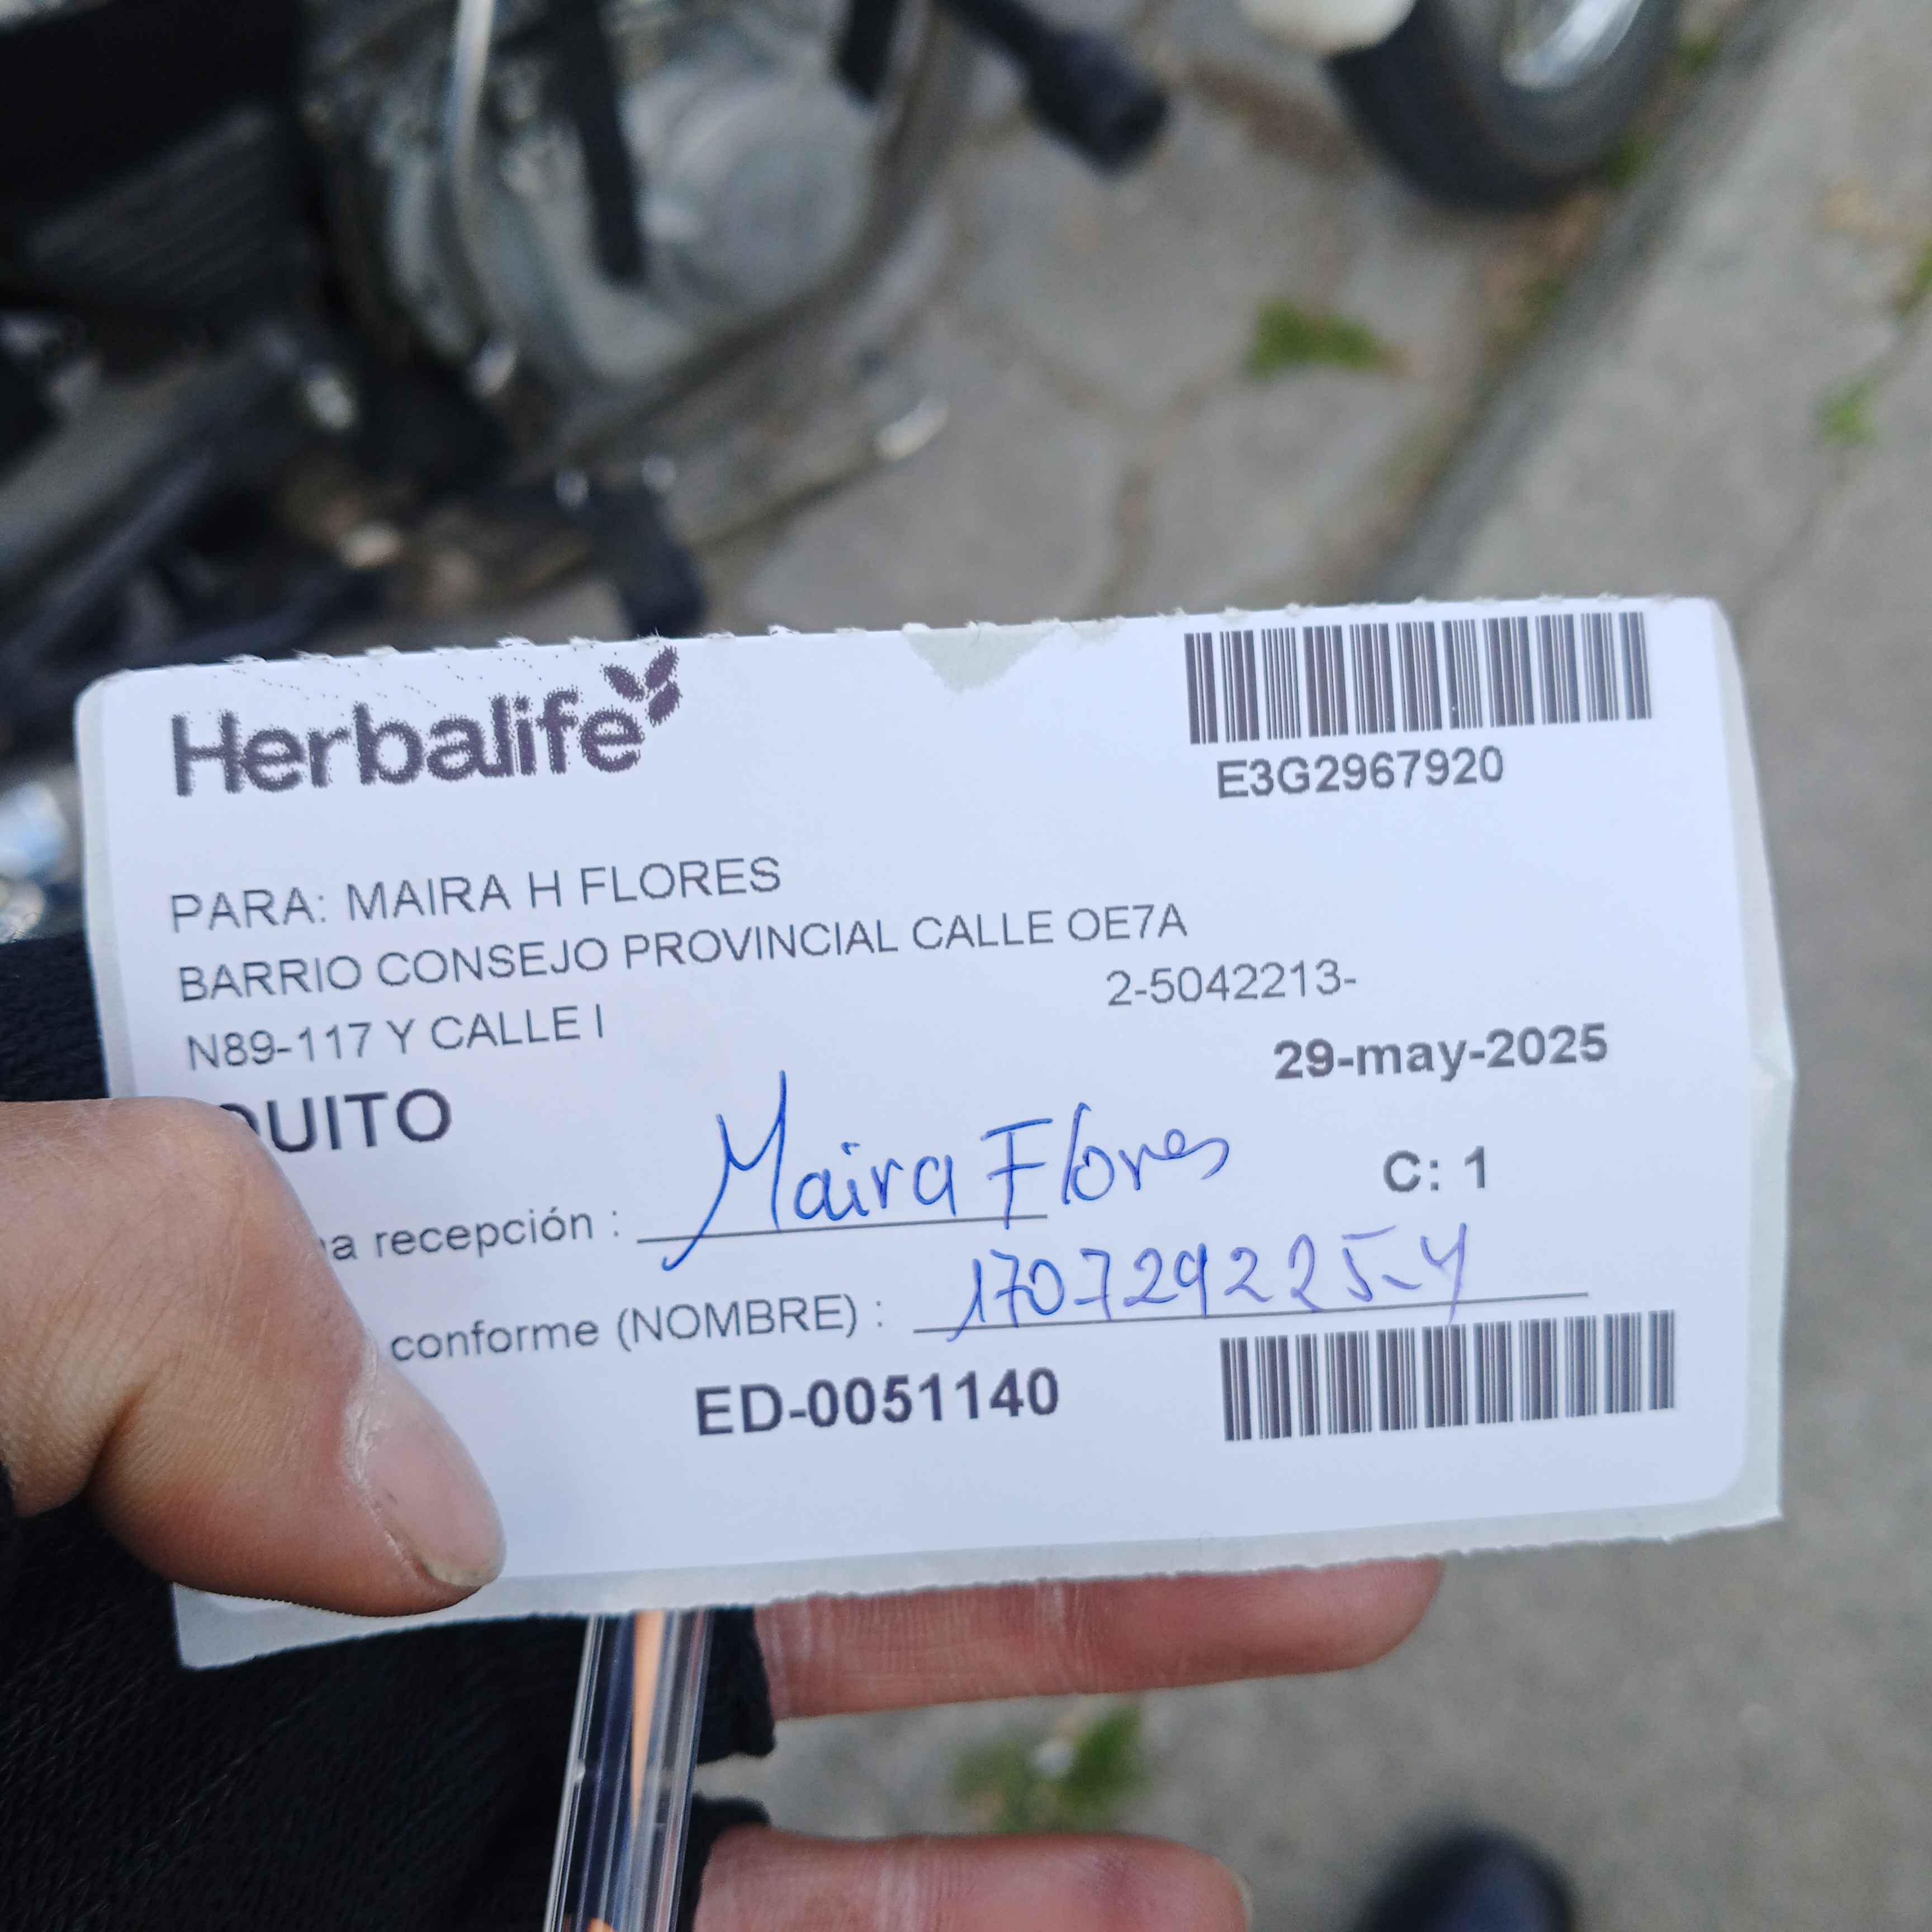 Herbalife
E3G2967920
PARA: MAIRA H FLORES
BARRIO CONSEJO PROVINCIAL CALLE OE7A
2-5042213-
N89-117 Y CALLE I
29-may-2025
QUITO
C: 1
recepción : Maira Flores
conforme (NOMBRE) : 170729225-4
ED-0051140